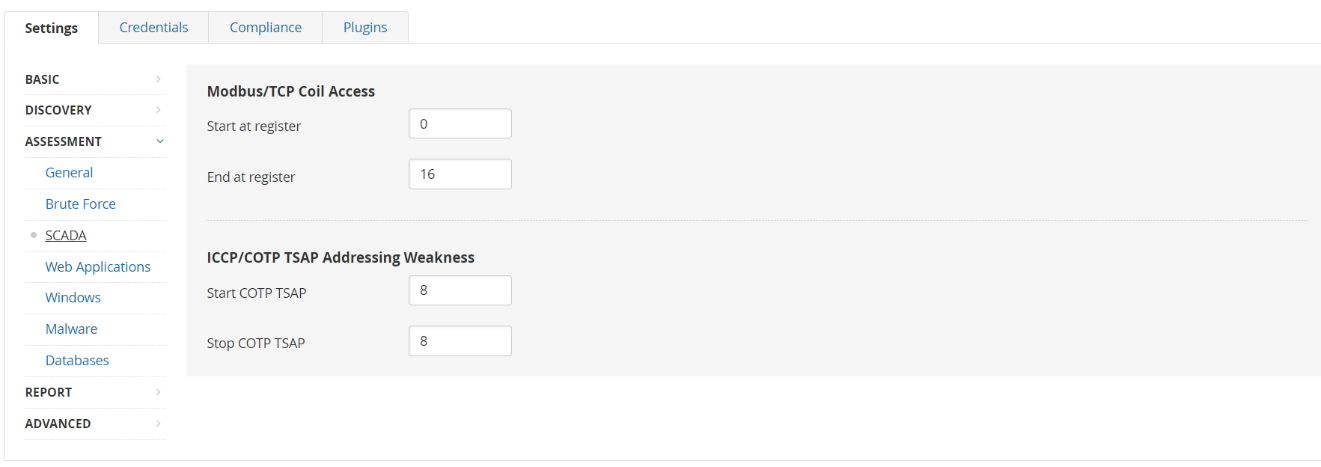 Settings Credentials Compliance Plugins
BASIC
DISCOVERY
ASSESSMENT
General
Brute Force
SCADA
Web Applications
Windows
Malware
Databases
REPORT
ADVANCED
Modbus/TCP Coil Access
Start at register 0
End at register 16
ICCP/COTP TSAP Addressing Weakness
Start COTP TSAP 8
Stop COTP TSAP 8